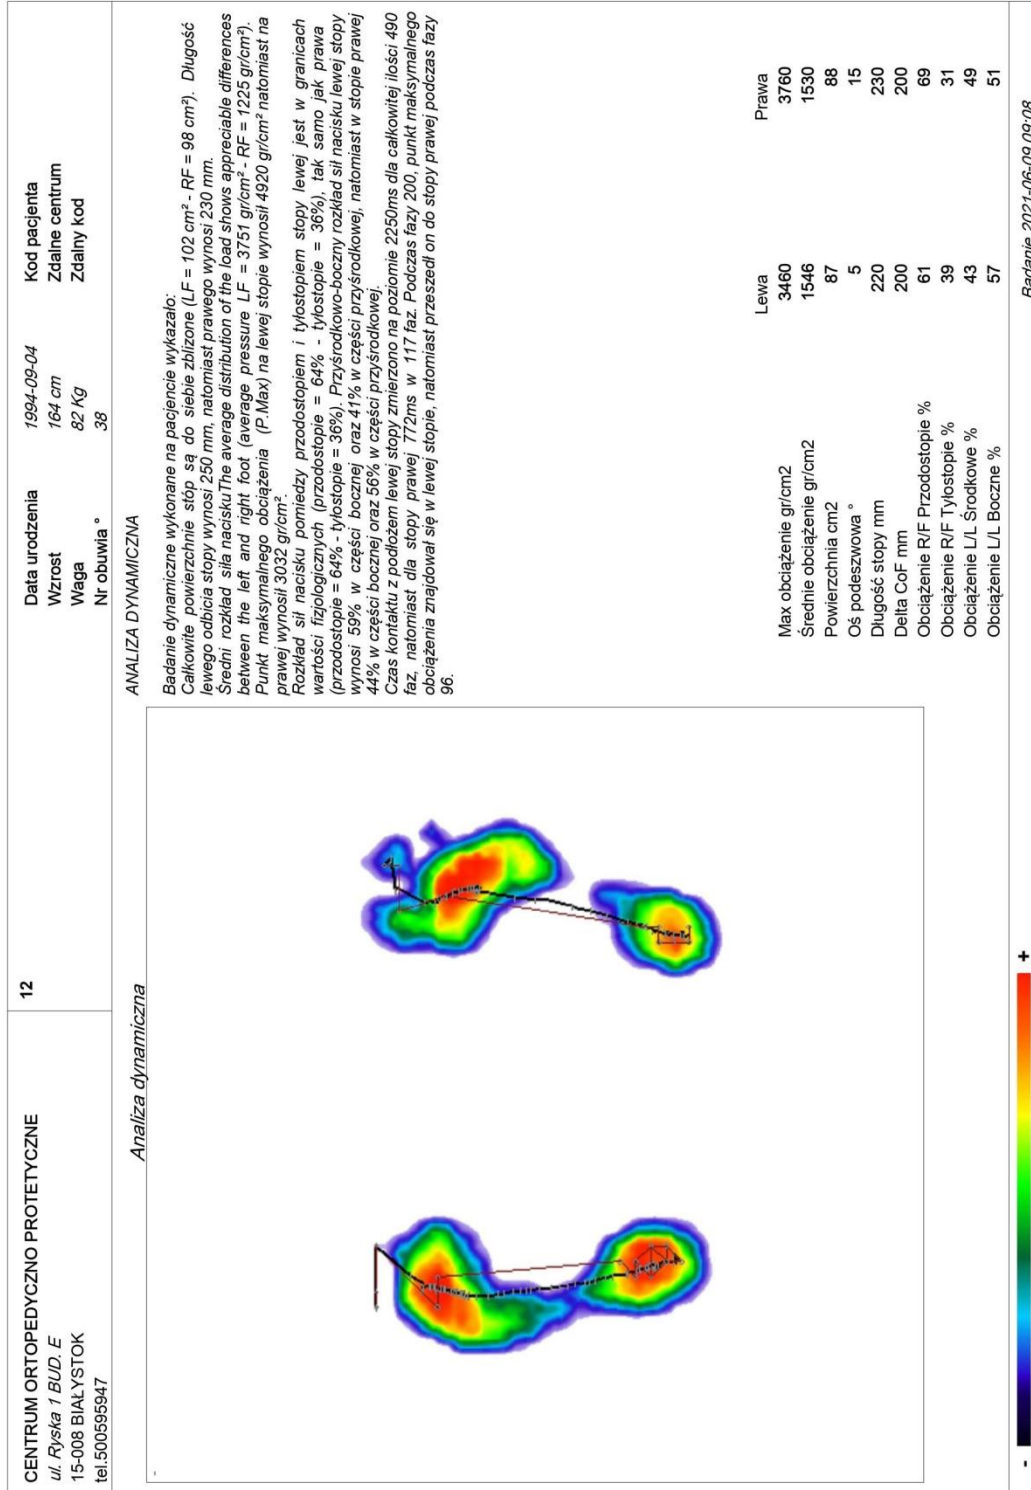 CENTRUM ORTOPEDYCZNO PROTETYCZNE
ul. Ryska 1 BUD. E
15-008 BIAŁYSTOK
tel.500595947
12
Data urodzenia 1994-09-04 Kod pacjenta
Wzrost 164 cm Zdalne centrum
Waga 82 Kg Zdalny kod
Nr obuwia ° 38
Analiza dynamiczna
ANALIZA DYNAMICZNA
Badanie dynamiczne wykonane na pacjencie wykazało:
Całkowite powierzchnie stóp są do siebie zbliżone (LF = 102 cm² - RF = 98 cm²). Długość
lewego odbicia stopy wynosi 250 mm, natomiast prawego wynosi 230 mm.
Średni rozkład siła naciskuThe average distribution of the load shows appreciable differences
between the left and right foot (average pressure LF = 3751 gr/cm² - RF = 1225 gr/cm²).
Punkt maksymalnego obciążenia (P.Max) na lewej stopie wynosił 4920 gr/cm² natomiast na
prawej wynosił 3032 gr/cm².
Rozkład sił nacisku pomiedzy przodostopiem i tyłostopiem stopy lewej jest w granicach
wartości fizjologicznych (przodostopie = 64% - tyłostopie = 36%), tak samo jak prawa
(przodostopie = 64% - tyłostopie = 36%). Przyśrodkowo-boczny rozkład sił nacisku lewej stopy
wynosi 59% w części bocznej oraz 41% w części przyśrodkowej, natomiast w stopie prawej
44% w części bocznej oraz 56% w części przyśrodkowej.
Czas kontaktu z podłożem lewej stopy zmierzono na poziomie 2250ms dla całkowitej ilości 490
faz, natomiast dla stopy prawej 772ms w 117 faz. Podczas fazy 200, punkt maksymalnego
obciążenia znajdował się w lewej stopie, natomiast przeszedł on do stopy prawej podczas fazy
96.
Lewa Prawa
Max obciążenie gr/cm2 3460 3760
Średnie obciążenie gr/cm2 1546 1530
Powierzchnia cm2 87 88
Oś podeszwowa ° 5 15
Długość stopy mm 220 230
Delta CoF mm 200 200
Obciążenie R/F Przodostopie % 61 69
Obciążenie R/F Tyłostopie % 39 31
Obciążenie L/L Środkowe % 43 49
Obciążenie L/L Boczne % 57 51
- +
Badanie 2021-06-09 09:08